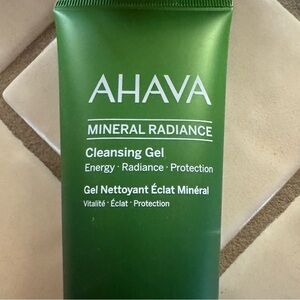 AHAVA
MINERAL RADIANCE
Cleansing Gel
Energy · Radiance · Protection
Gel Nettoyant Éclat Minéral
Vitalité · Éclat · Protection